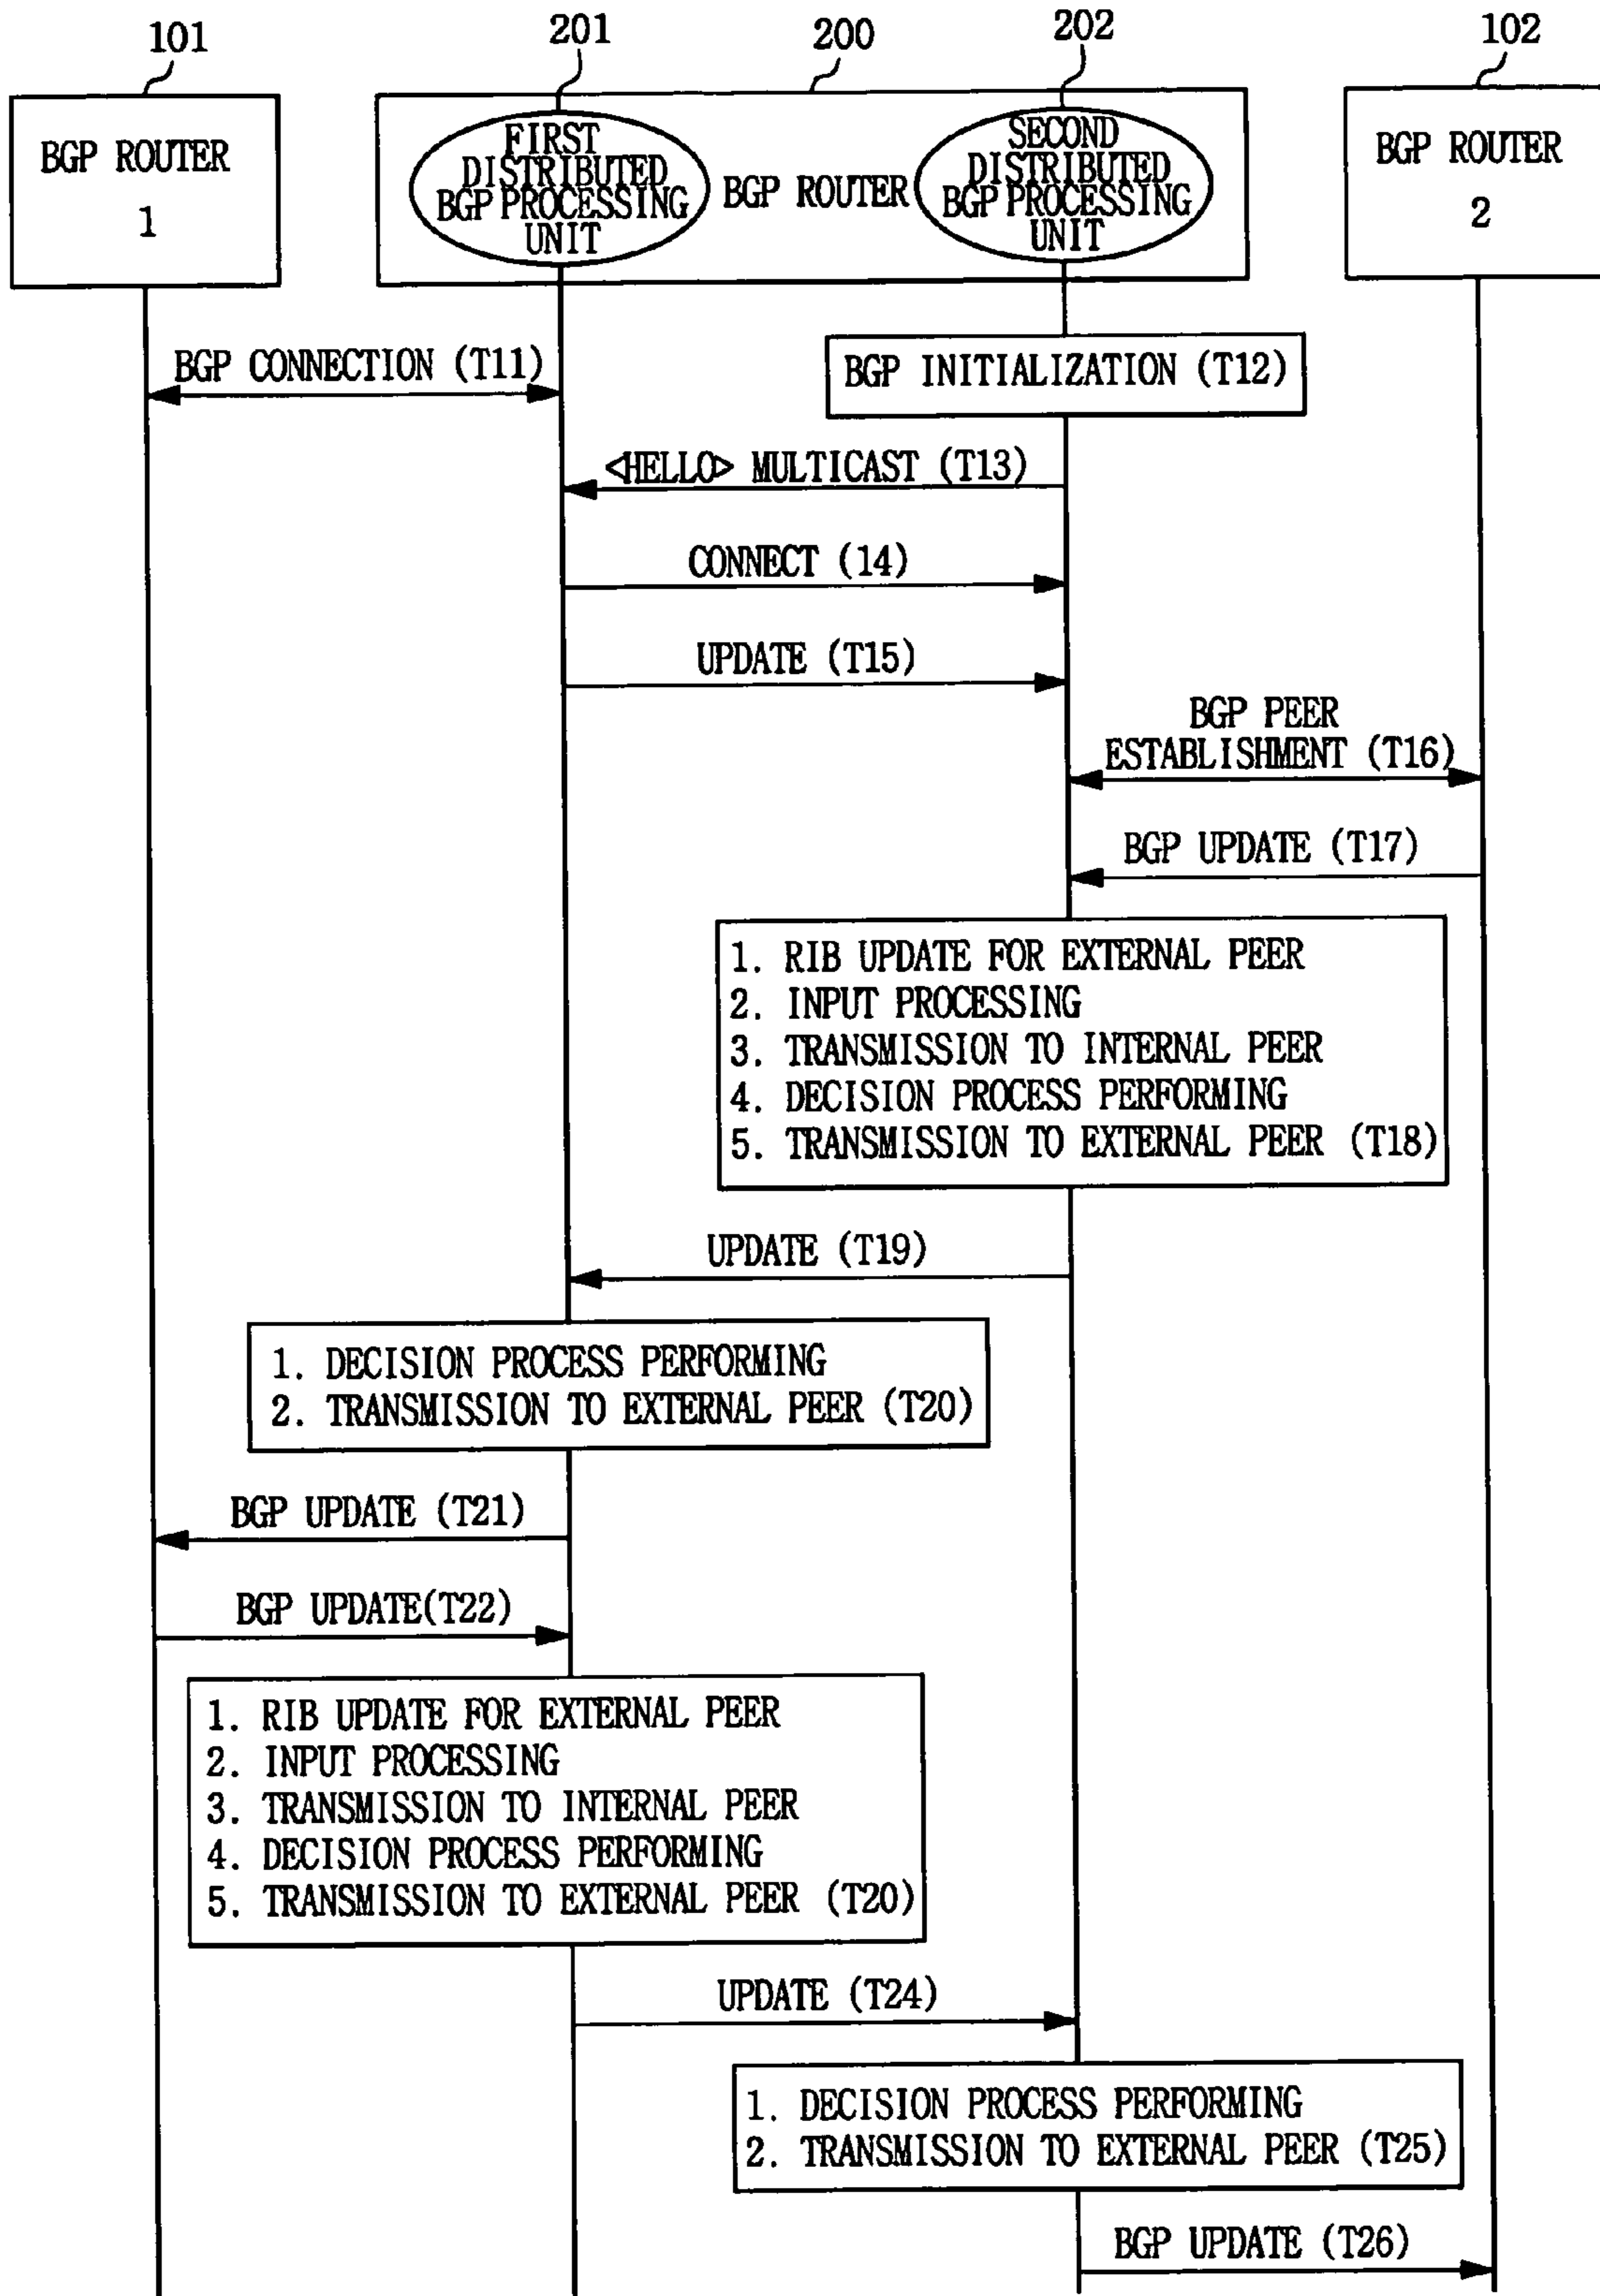 101
201
200
202
102
BGP ROUTER
1
FIRST
DISTRIBUTED
BGP PROCESSING
UNIT
BGP ROUTER
SECOND
DISTRIBUTED
BGP PROCESSING
UNIT
BGP ROUTER
2
BGP CONNECTION (T11)
BGP INITIALIZATION (T12)
<HELLO> MULTICAST (T13)
CONNECT (14)
UPDATE (T15)
BGP PEER
ESTABLISHMENT (T16)
BGP UPDATE (T17)
1. RIB UPDATE FOR EXTERNAL PEER
2. INPUT PROCESSING
3. TRANSMISSION TO INTERNAL PEER
4. DECISION PROCESS PERFORMING
5. TRANSMISSION TO EXTERNAL PEER (T18)
UPDATE (T19)
1. DECISION PROCESS PERFORMING
2. TRANSMISSION TO EXTERNAL PEER (T20)
BGP UPDATE (T21)
BGP UPDATE(T22)
1. RIB UPDATE FOR EXTERNAL PEER
2. INPUT PROCESSING
3. TRANSMISSION TO INTERNAL PEER
4. DECISION PROCESS PERFORMING
5. TRANSMISSION TO EXTERNAL PEER (T20)
UPDATE (T24)
1. DECISION PROCESS PERFORMING
2. TRANSMISSION TO EXTERNAL PEER (T25)
BGP UPDATE (T26)